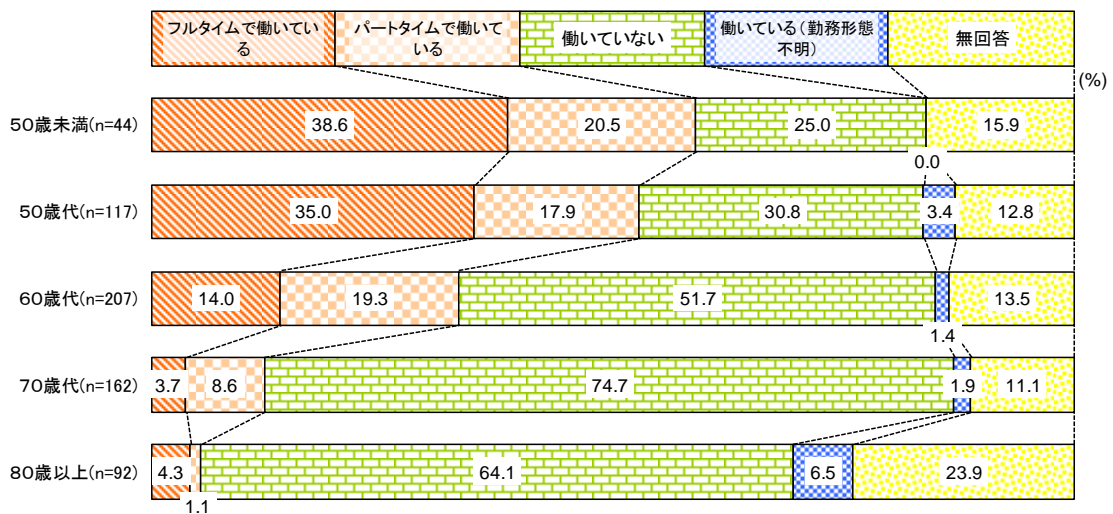 フルタイムで働いている
パートタイムで働いている
働いていない
働いている(勤務形態不明)
無回答
(%)
50歳未満(n=44)
38.6
20.5
25.0
0.0
15.9
50歳代(n=117)
35.0
17.9
30.8
3.4
12.8
60歳代(n=207)
14.0
19.3
51.7
1.4
13.5
70歳代(n=162)
3.7
8.6
74.7
1.9
11.1
80歳以上(n=92)
4.3
1.1
64.1
6.5
23.9